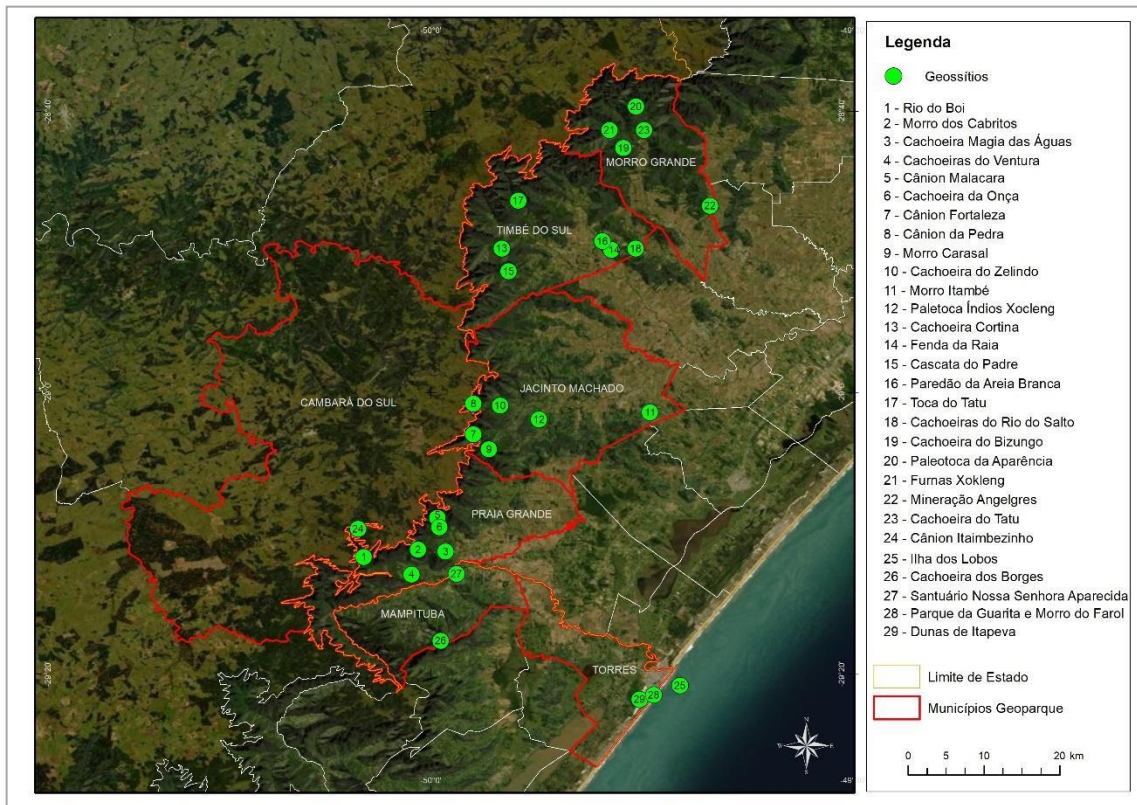 -50°0'
-28°40'
20
21
23
19
MORRO GRANDE
17
22
TIMBÉ DO SUL
16
14
18
13
15
JACINTO MACHADO
CAMBARÁ DO SUL
8
10
12
11
7
9
5
PRAIA GRANDE
6
24
2
3
1
4
27
MAMPITUBA
26
TORRES
-29°20'
25
28
29
-50°0'
N
Legenda
Geossítios
1 - Rio do Boi
2 - Morro dos Cabritos
3 - Cachoeira Magia das Águas
4 - Cachoeiras do Ventura
5 - Cânion Malacara
6 - Cachoeira da Onça
7 - Cânion Fortaleza
8 - Cânion da Pedra
9 - Morro Carasal
10 - Cachoeira do Zelindo
11 - Morro Itambé
12 - Paletoca Índios Xocleng
13 - Cachoeira Cortina
14 - Fenda da Raia
15 - Cascata do Padre
16 - Paredão da Areia Branca
17 - Toca do Tatu
18 - Cachoeiras do Rio do Salto
19 - Cachoeira do Bizungo
20 - Paleotoca da Aparência
21 - Furnas Xokleng
22 - Mineração Angelgres
23 - Cachoeira do Tatu
24 - Cânion Itaimbezinho
25 - Ilha dos Lobos
26 - Cachoeira dos Borges
27 - Santuário Nossa Senhora Aparecida
28 - Parque da Guarita e Morro do Farol
29 - Dunas de Itapeva
Limite de Estado
Municípios Geoparque
0 5 10 20 km